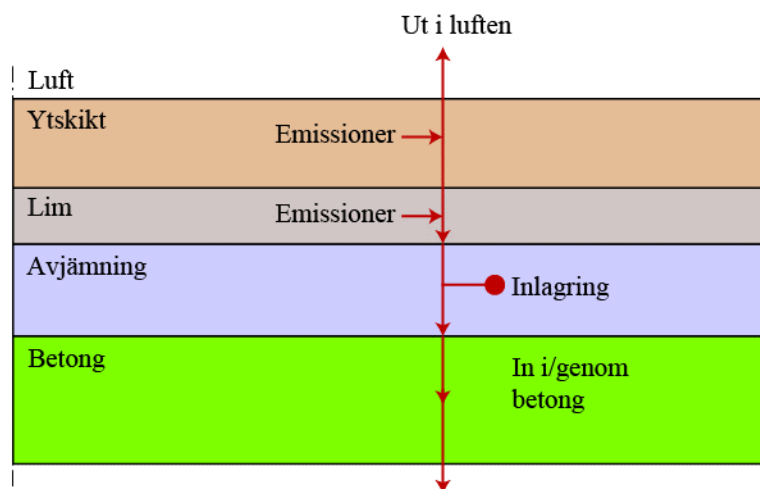 Ut i luften
Luft
Ytskikt
Emissioner
Lim
Emissioner
Avjämning
Inlagring
Betong
In i/genom
betong